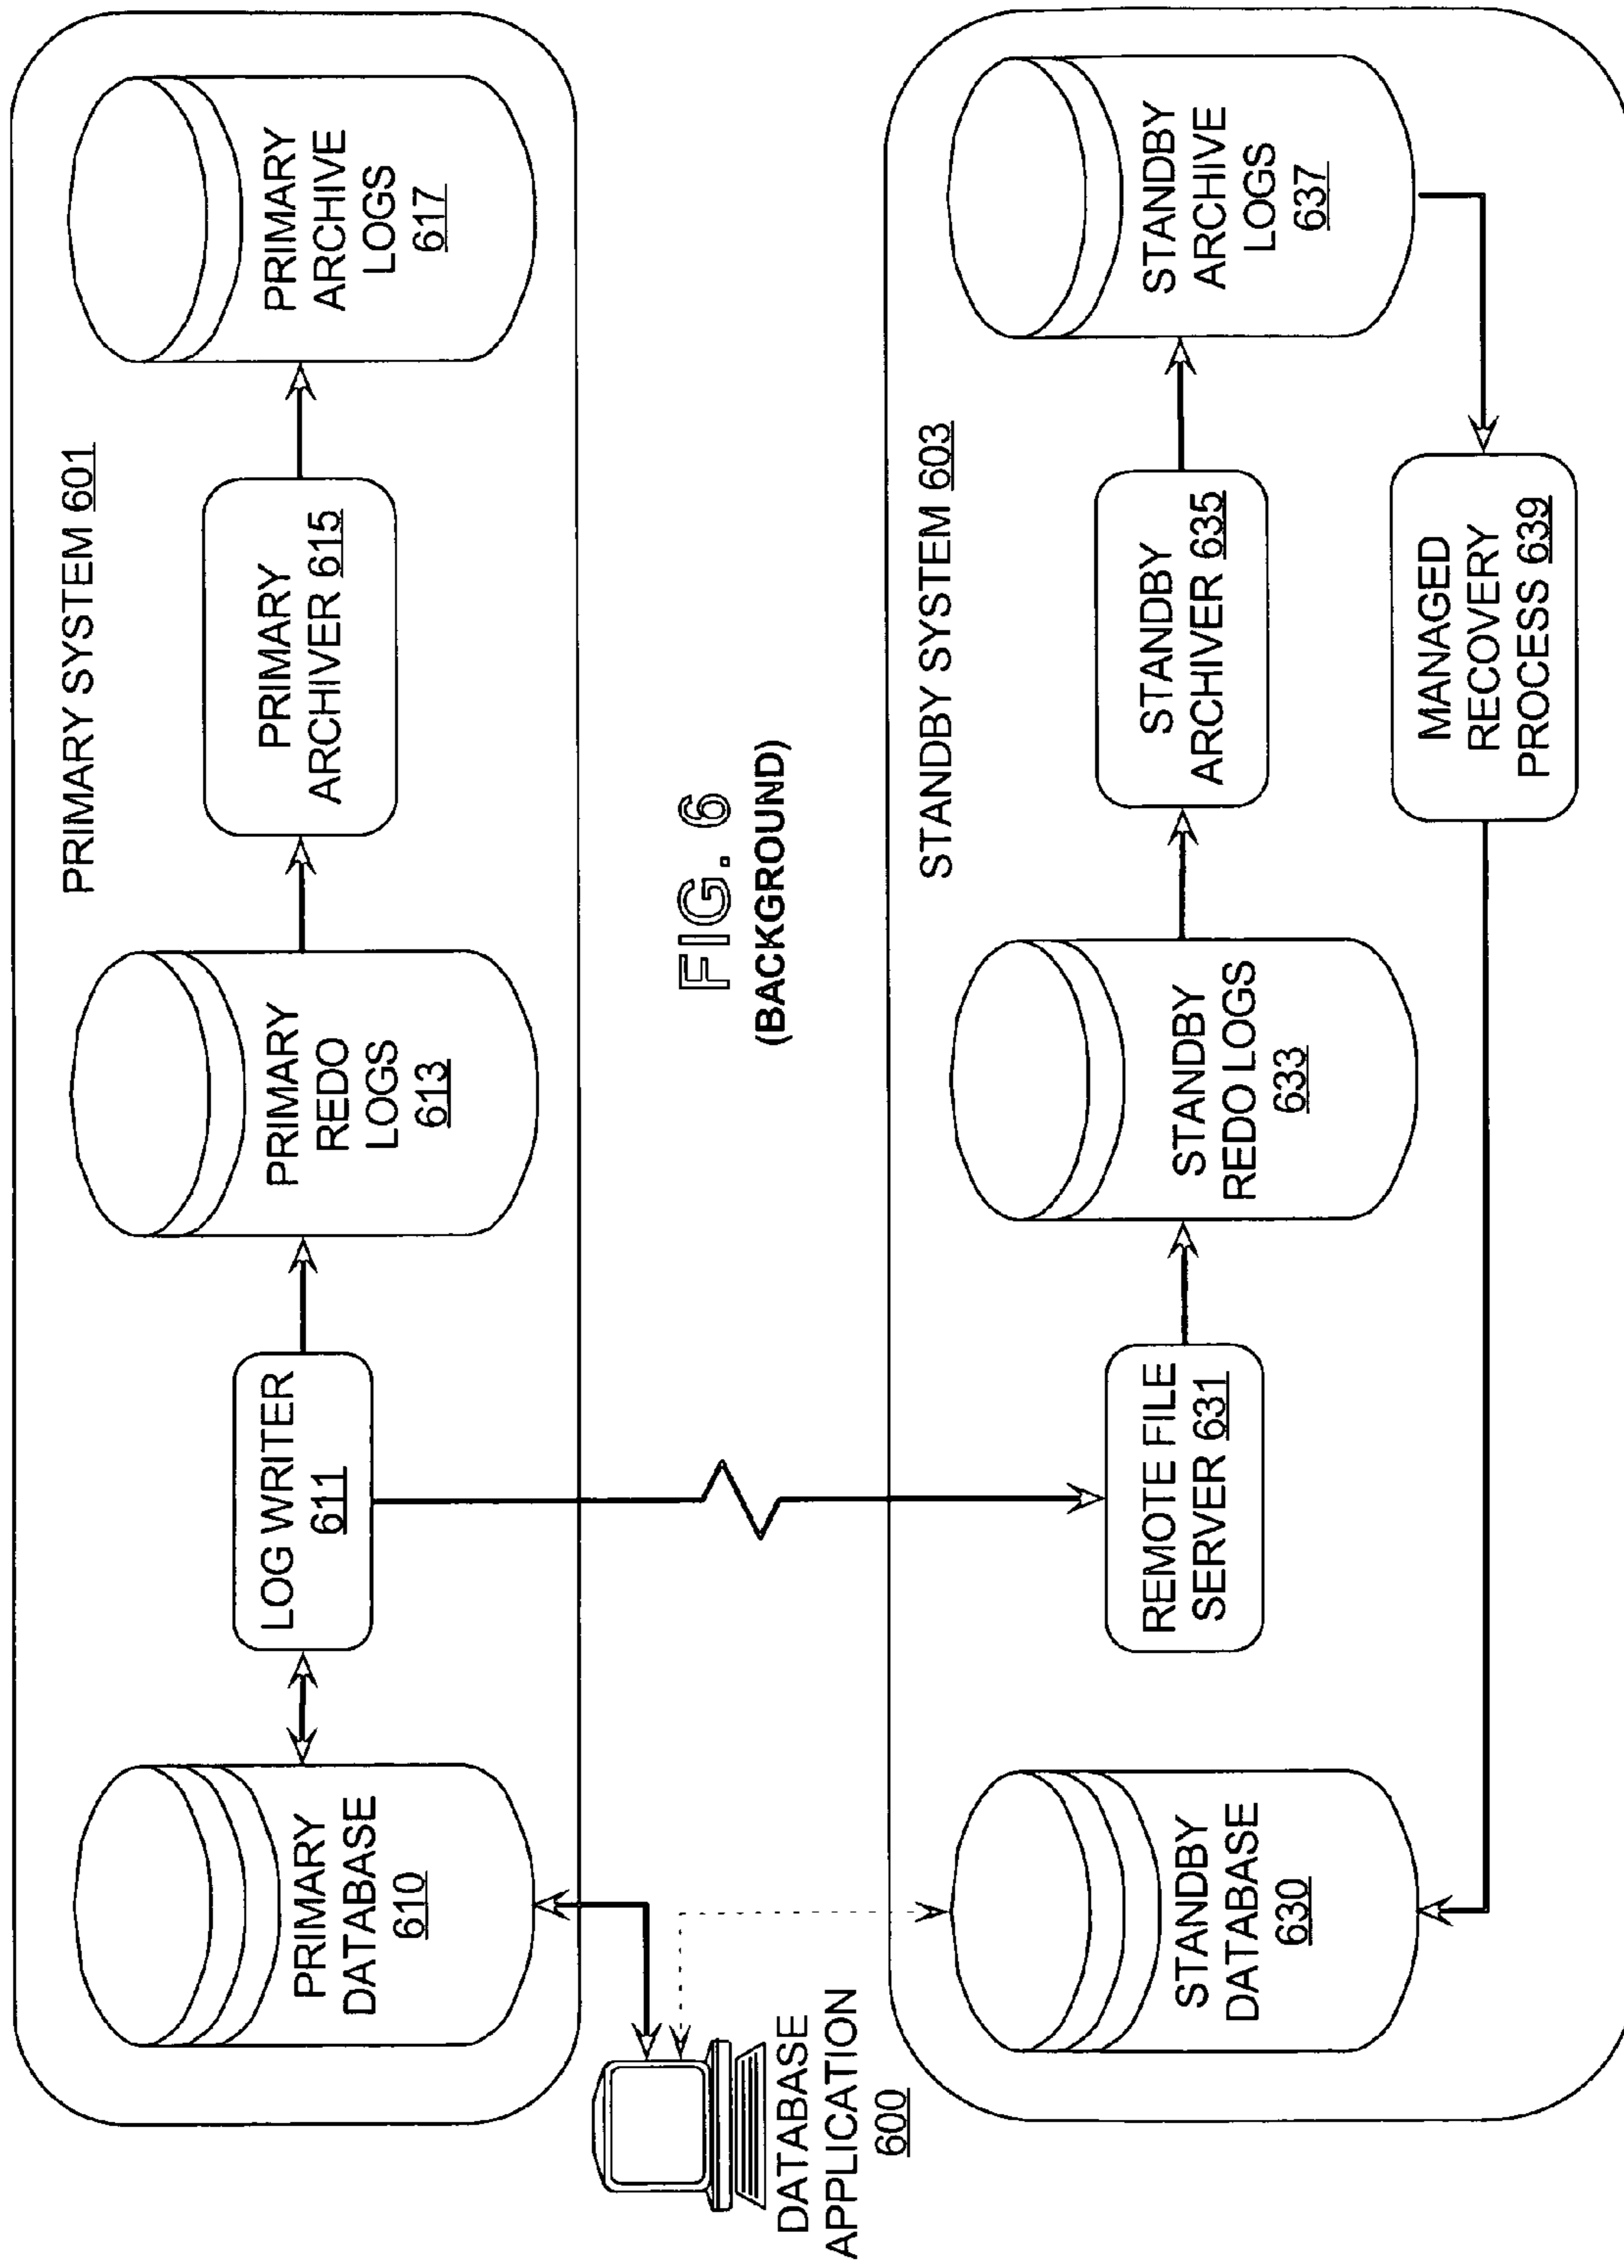 PRIMARY SYSTEM 601
PRIMARY
DATABASE
610
LOG WRITER
611
PRIMARY
REDO
LOGS
613
PRIMARY
ARCHIVER 615
PRIMARY
ARCHIVE
LOGS
617
DATABASE
APPLICATION
600
FIG. 6
(BACKGROUND)
STANDBY SYSTEM 603
STANDBY
DATABASE
630
REMOTE FILE
SERVER 631
STANDBY
REDO LOGS
633
STANDBY
ARCHIVER 635
STANDBY
ARCHIVE
LOGS
637
MANAGED
RECOVERY
PROCESS 639